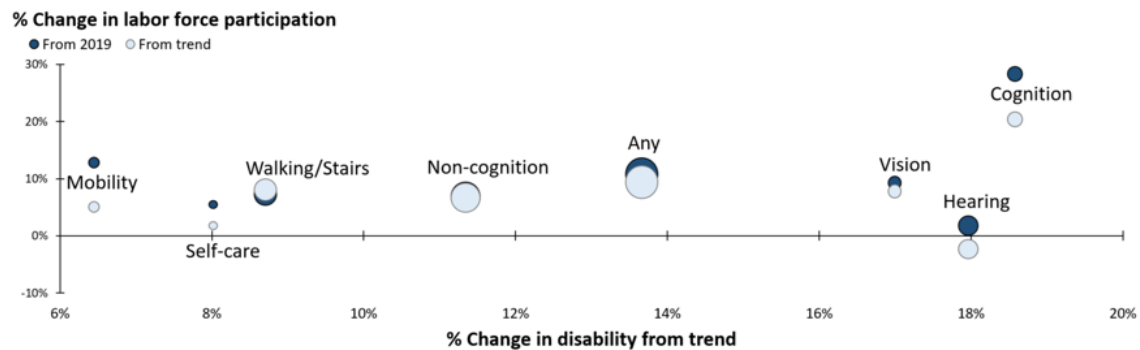 % Change in labor force participation
From 2019 From trend
30%
Cognition
20%
Any
Walking/Stairs Non-cognition Vision
10%
Mobility
Hearing
0%
Self-care
-10%
6% 8% 10% 12% 14% 16% 18% 20%
% Change in disability from trend